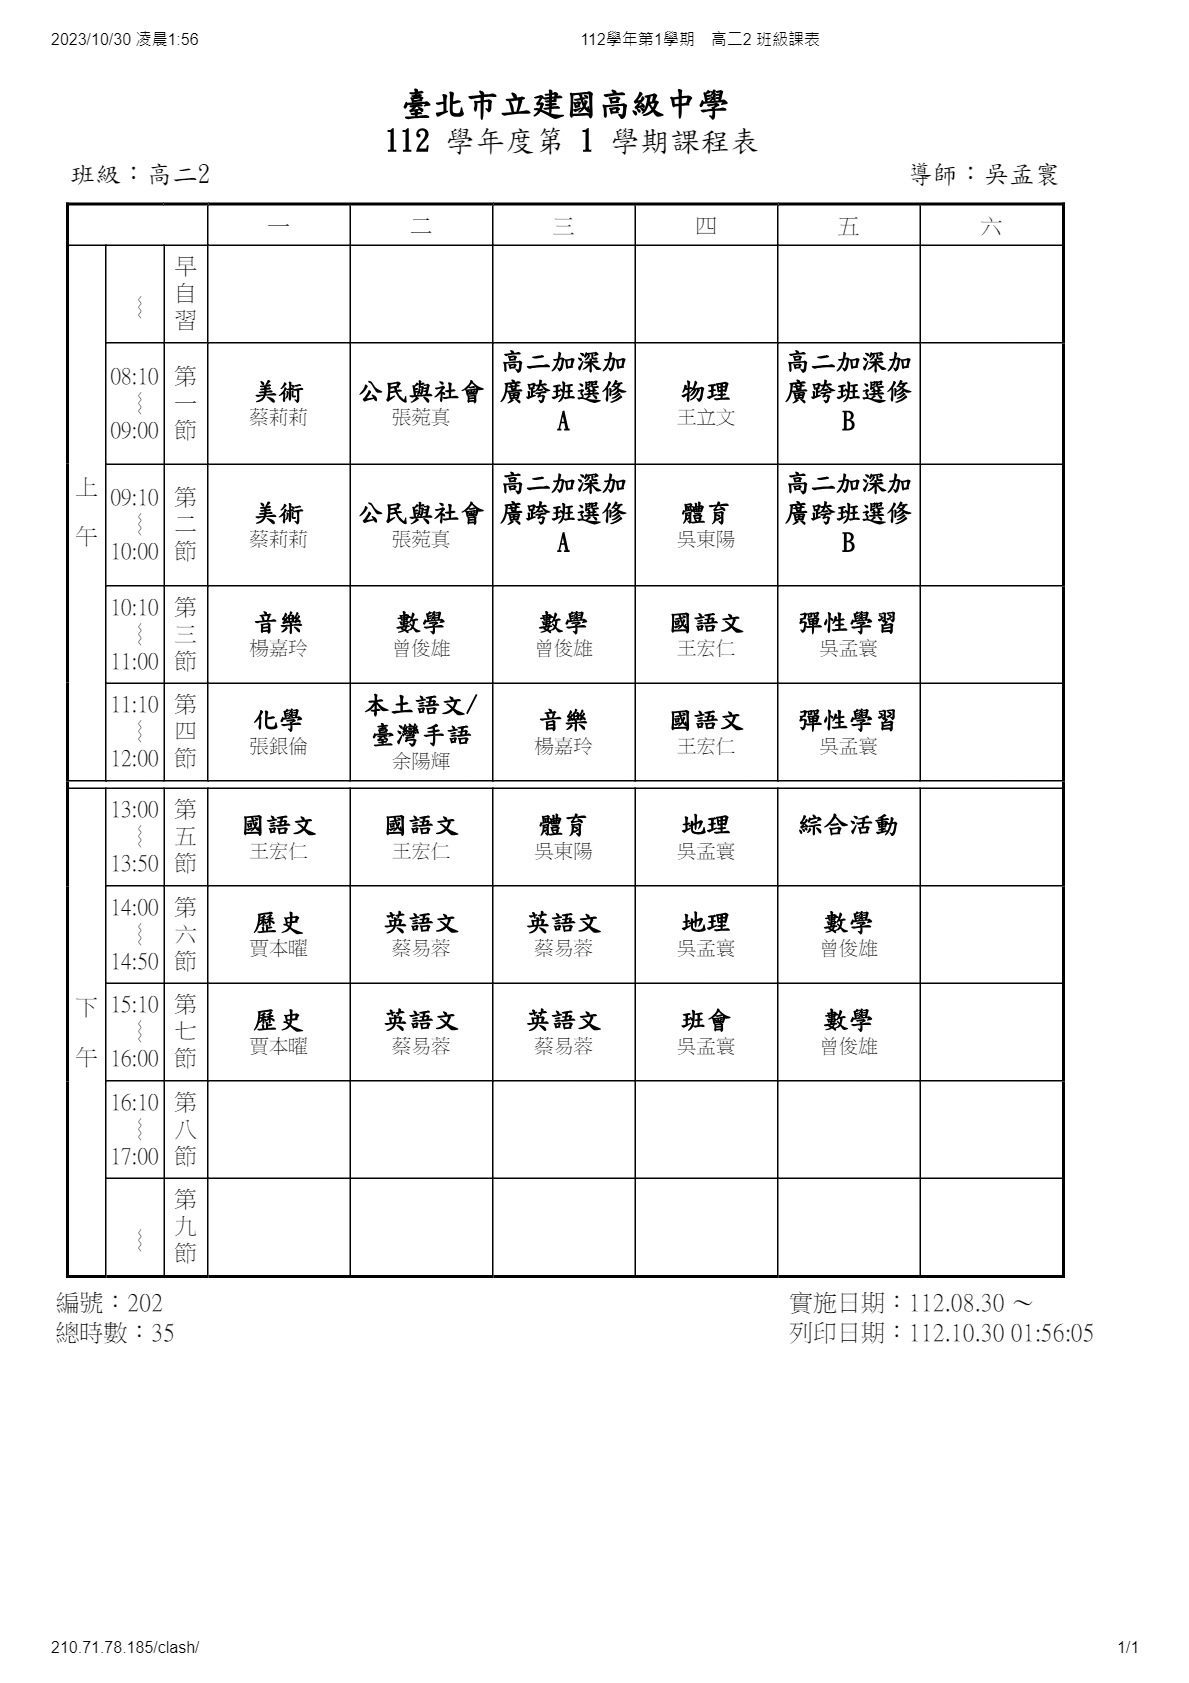 2023/10/30 凌晨1:56
112學年第1學期 高二2 班級課表
臺北市立建國高級中學
112 學年度第 1 學期課程表
班級：高二2
導師：吳孟寰
一 二 三 四 五 六
上午
～
早自習
08:10
～
09:00
第一節
美術
蔡莉莉
公民與社會
張菀真
高二加深加
廣跨班選修
A
物理
王立文
高二加深加
廣跨班選修
B
09:10
～
10:00
第二節
美術
蔡莉莉
公民與社會
張菀真
高二加深加
廣跨班選修
A
體育
吳東陽
高二加深加
廣跨班選修
B
10:10
～
11:00
第三節
音樂
楊嘉玲
數學
曾俊雄
數學
曾俊雄
國語文
王宏仁
彈性學習
吳孟寰
11:10
～
12:00
第四節
化學
張銀倫
本土語文/
臺灣手語
余陽輝
音樂
楊嘉玲
國語文
王宏仁
彈性學習
吳孟寰
下午
13:00
～
13:50
第五節
國語文
王宏仁
國語文
王宏仁
體育
吳東陽
地理
吳孟寰
綜合活動
14:00
～
14:50
第六節
歷史
賈本曜
英語文
蔡易蓉
英語文
蔡易蓉
地理
吳孟寰
數學
曾俊雄
15:10
～
16:00
第七節
歷史
賈本曜
英語文
蔡易蓉
英語文
蔡易蓉
班會
吳孟寰
數學
曾俊雄
16:10
～
17:00
第八節
～
第九節
編號：202
實施日期：112.08.30 ～
總時數：35
列印日期：112.10.30 01:56:05
210.71.78.185/clash/
1/1